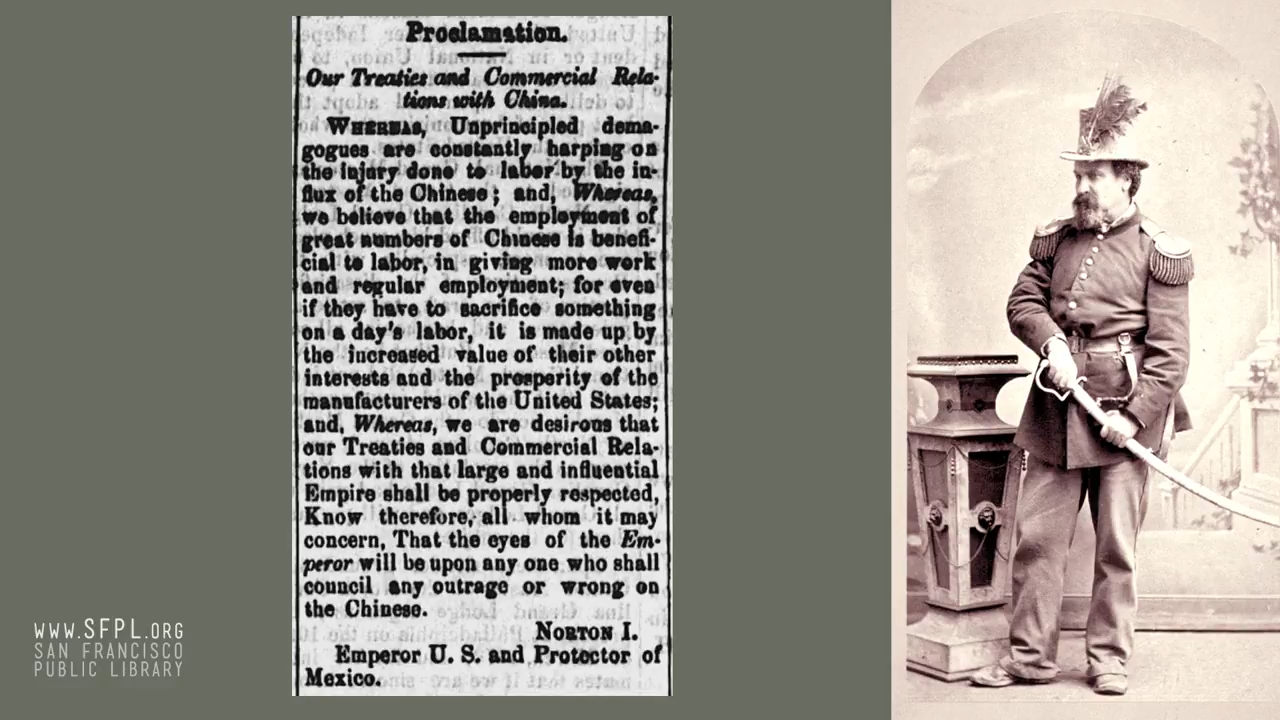 Proclamation.
Our Treaties and Commercial Rela-
tions with China.
WHEREAS, Unprincipled dema-
gogues are constantly harping on
the injury done to labor by the in-
flux of the Chinese; and, Whereas,
we believe that the employment of
great numbers of Chinese is benefi-
cial to labor, in giving more work
and regular employment; for even
if they have to sacrifice something
on a day's labor, it is made up by
the increased value of their other
interests and the prosperity of the
manufacturers of the United States;
and, Whereas, we are desirous that
our Treaties and Commercial Rela-
tions with that large and influential
Empire shall be properly respected,
Know therefore, all whom it may
concern, That the eyes of the Em-
peror will be upon any one who shall
council any outrage or wrong on
the Chinese.
NORTON I.
Emperor U. S. and Protector of
Mexico.
WWW.SFPL.ORG
SAN FRANCISCO
PUBLIC LIBRARY